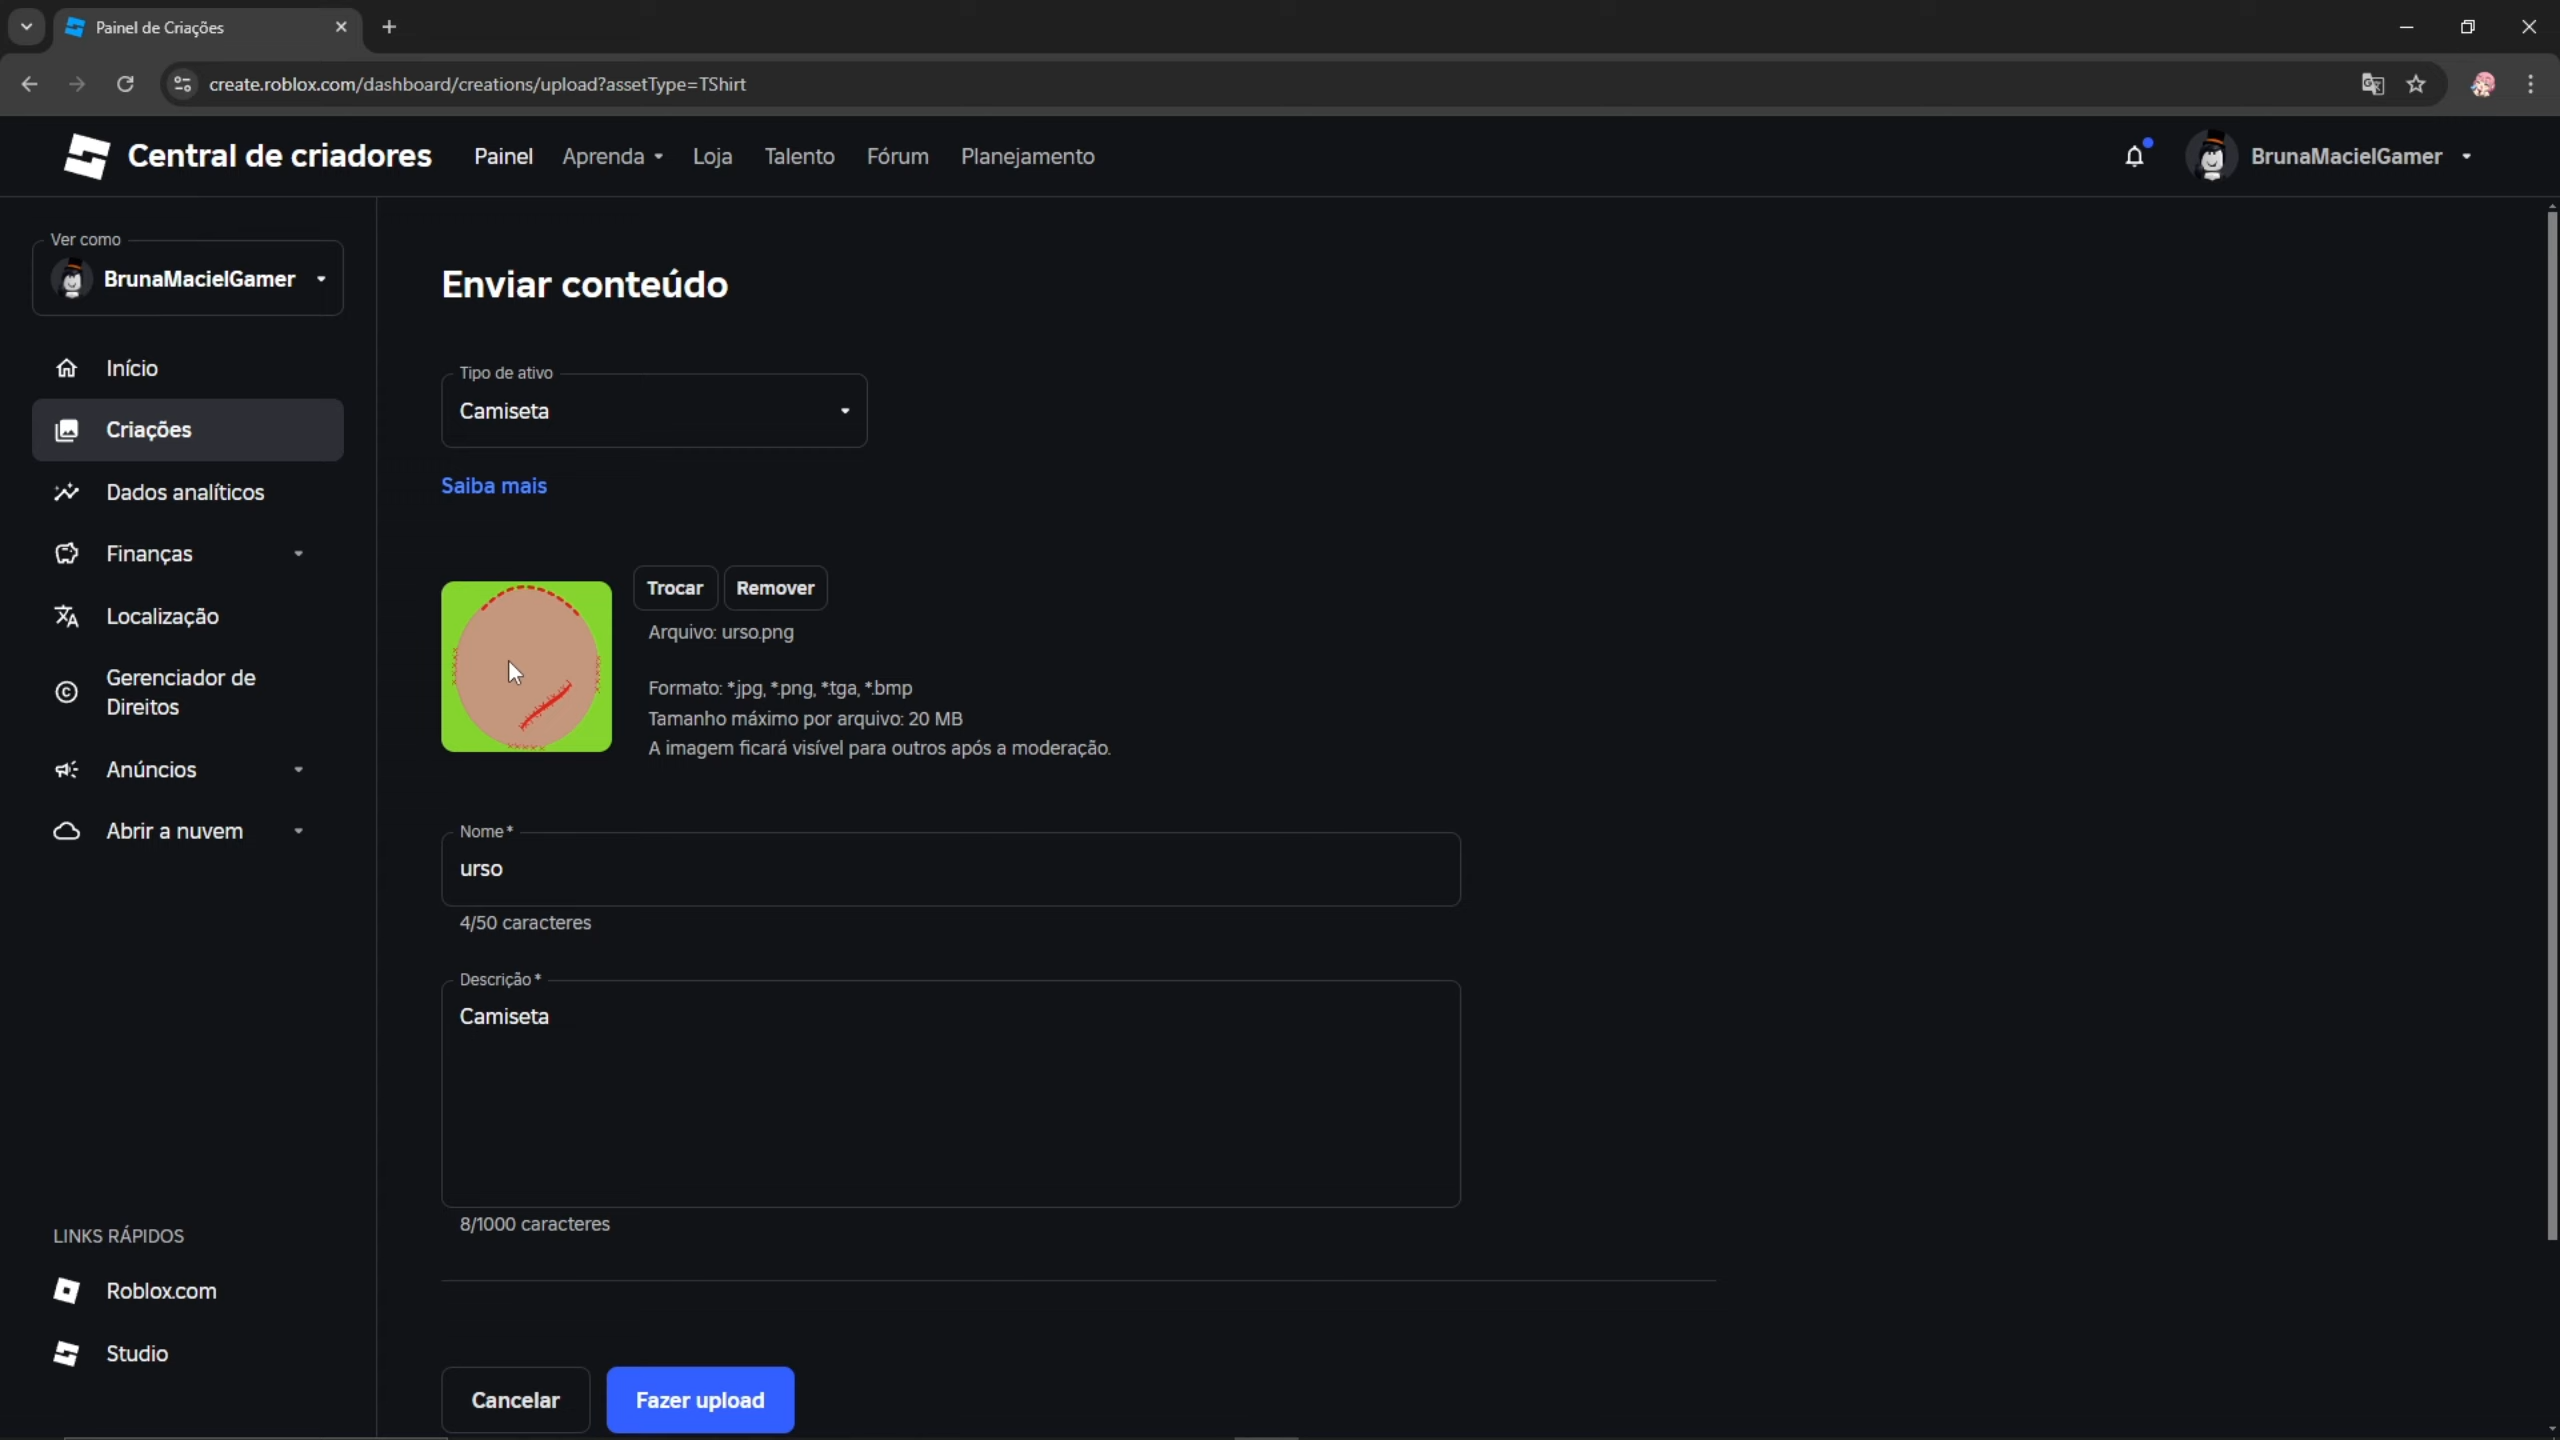 Painel de Criações
create.roblox.com/dashboard/creations/upload?assetType=TShirt
Central de criadores
Painel
Aprenda
Loja
Talento
Fórum
Planejamento
BrunaMacielGamer
Ver como
BrunaMacielGamer
Início
Criações
Dados analíticos
Finanças
Localização
Gerenciador de
Direitos
Anúncios
Abrir a nuvem
LINKS RÁPIDOS
Roblox.com
Studio
Enviar conteúdo
Tipo de ativo
Camiseta
Saiba mais
Trocar
Remover
Arquivo: urso.png
Formato: *.jpg, *.png, *.tga, *.bmp
Tamanho máximo por arquivo: 20 MB
A imagem ficará visível para outros após a moderação.
Nome*
urso
4/50 caracteres
Descrição*
Camiseta
8/1000 caracteres
Cancelar
Fazer upload